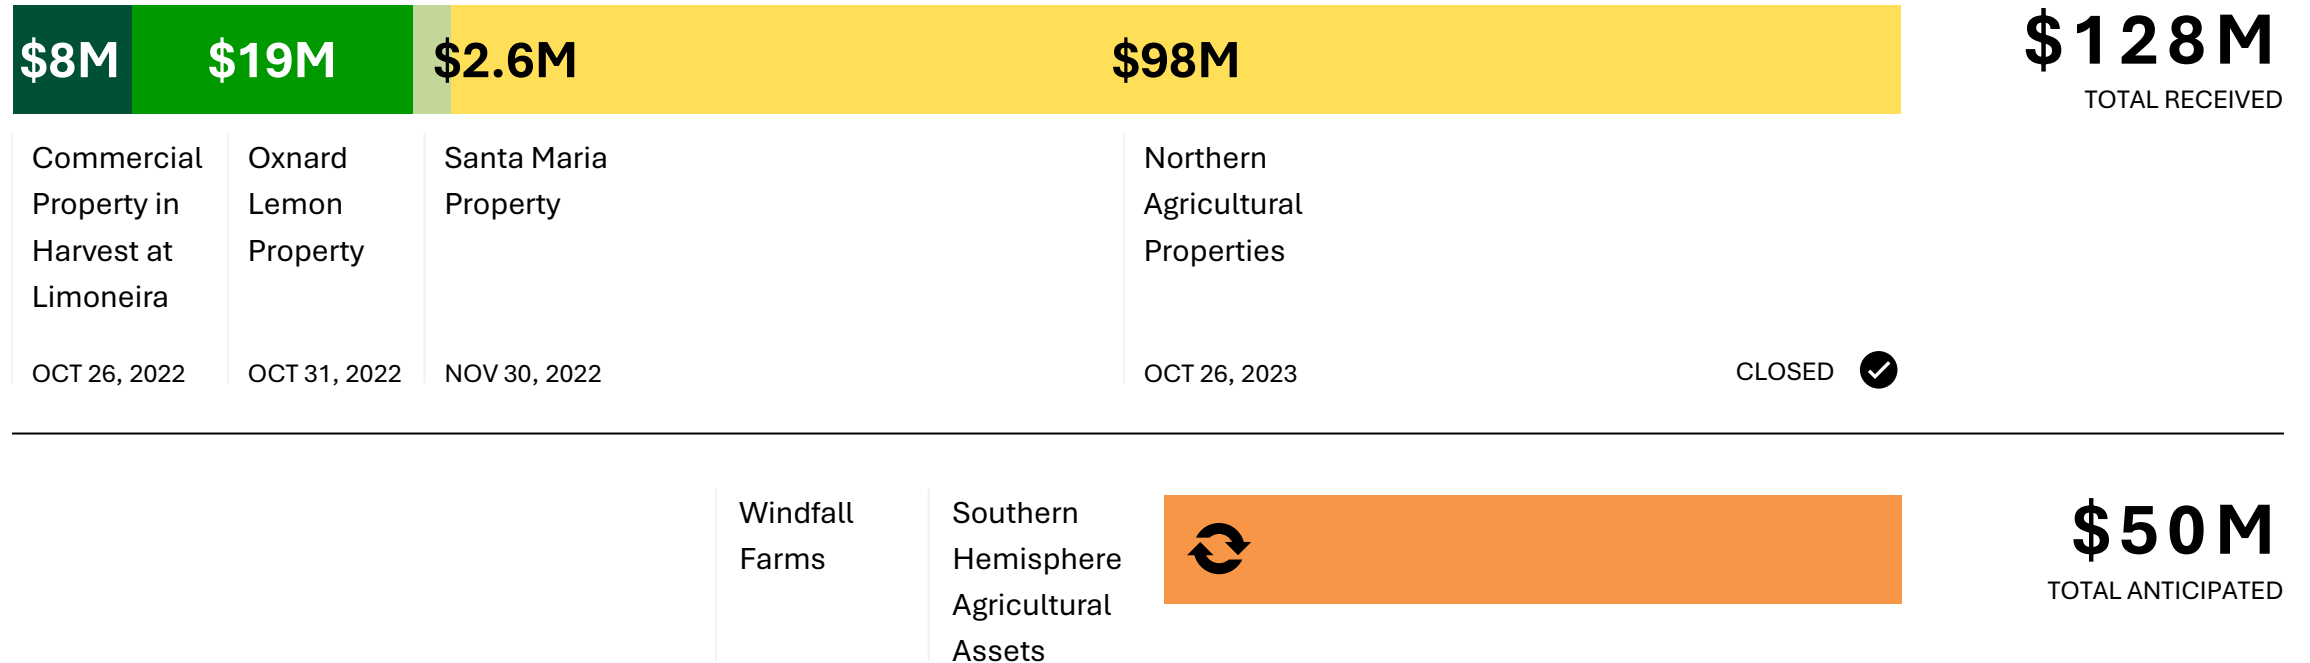 $8M
$19M
$2.6M
$98M
$128M
TOTAL RECEIVED
Commercial
Property in
Harvest at
Limoneira
OCT 26, 2022
Oxnard
Lemon
Property
OCT 31, 2022
Santa Maria
Property
NOV 30, 2022
Northern
Agricultural
Properties
OCT 26, 2023
CLOSED
Windfall
Farms
Southern
Hemisphere
Agricultural
Assets
$50M
TOTAL ANTICIPATED